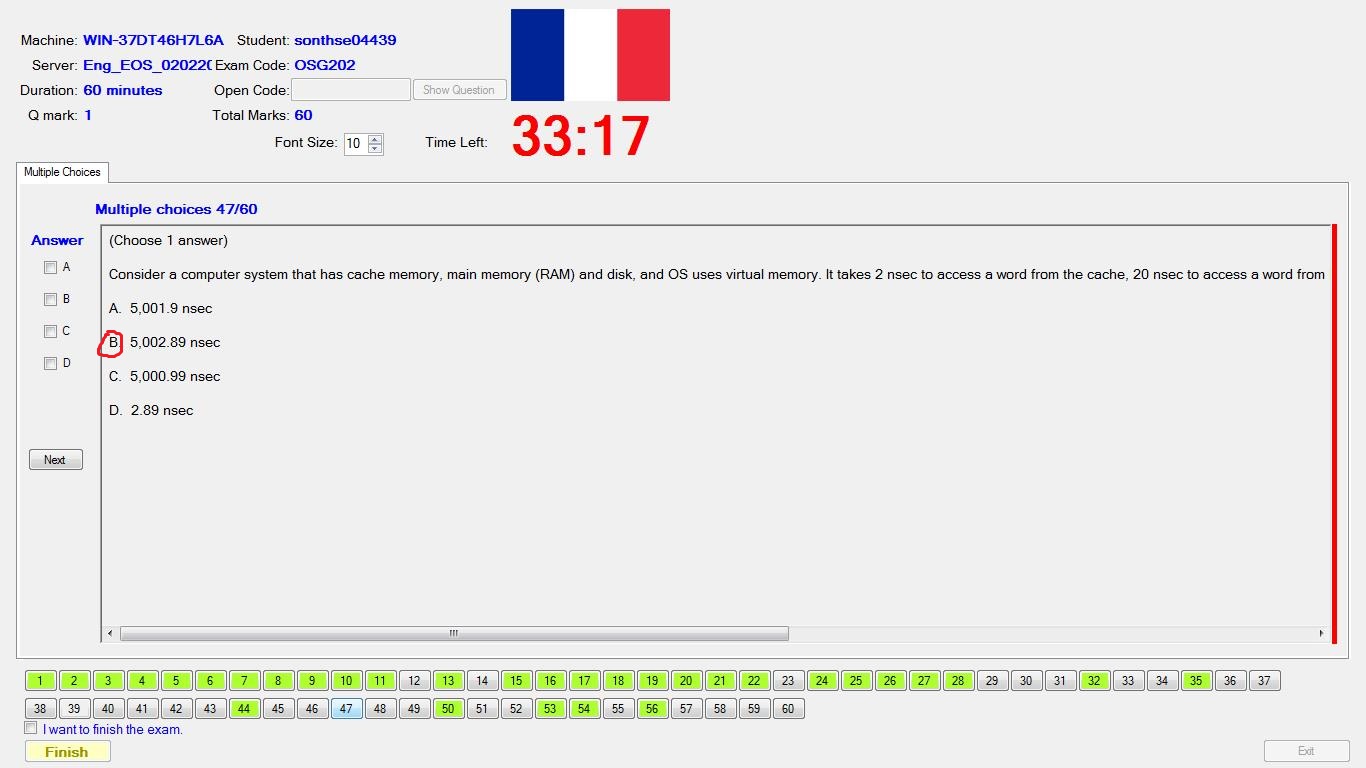 Machine: WIN-37DT46H7L6A Student: sonthse04439
Server: Eng_EOS_02022( Exam Code: OSG202
Duration: 60 minutes Open Code: Show Question
Q mark: 1 Total Marks: 60
Font Size: 10 Time Left: 33:17
Multiple Choices
Multiple choices 47/60
Answer
(Choose 1 answer)
A
Consider a computer system that has cache memory, main memory (RAM) and disk, and OS uses virtual memory. It takes 2 nsec to access a word from the cache, 20 nsec to access a word from
B
A. 5,001.9 nsec
C
B. 5,002.89 nsec
D
C. 5,000.99 nsec
D. 2.89 nsec
Next
1 2 3 4 5 6 7 8 9 10 11 12 13 14 15 16 17 18 19 20 21 22 23 24 25 26 27 28 29 30 31 32 33 34 35 36 37
38 39 40 41 42 43 44 45 46 47 48 49 50 51 52 53 54 55 56 57 58 59 60
I want to finish the exam.
Finish Exit